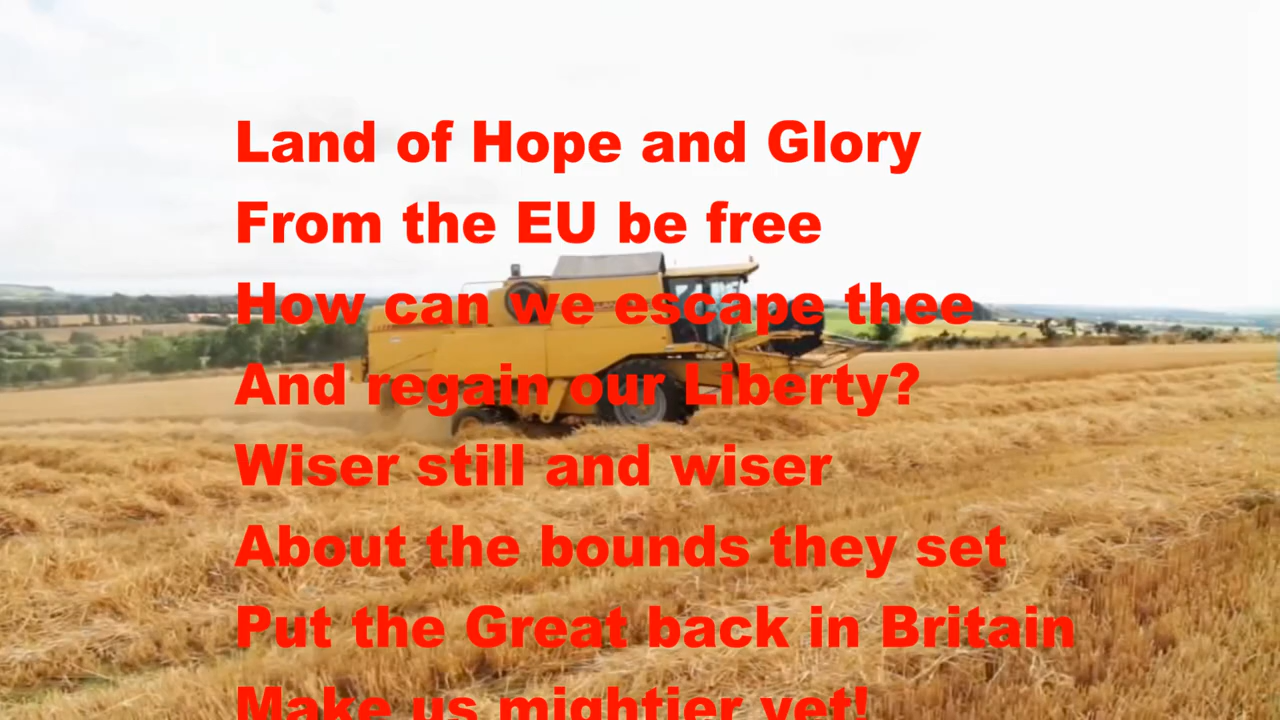 Land of Hope and Glory
From the EU be free
How can we escape thee
And regain our Liberty?
Wiser still and wiser
About the bounds they set
Put the Great back in Britain
Make us mightier yet!